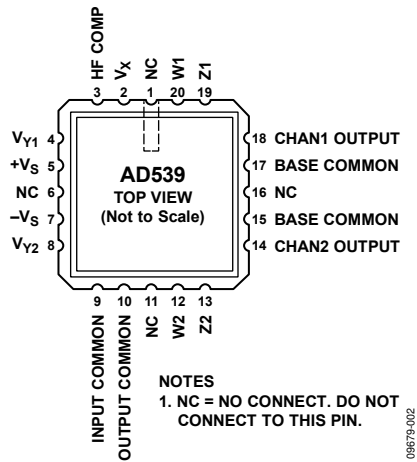 HF COMP
VX
NC
W1
Z1
3 2 1 20 19
VY1 4
+VS 5
NC 6
–VS 7
VY2 8
AD539
TOP VIEW
(Not to Scale)
18 CHAN1 OUTPUT
17 BASE COMMON
16 NC
15 BASE COMMON
14 CHAN2 OUTPUT
9 10 11 12 13
INPUT COMMON
OUTPUT COMMON
NC
W2
Z2
NOTES
1. NC = NO CONNECT. DO NOT
CONNECT TO THIS PIN.
09679-002